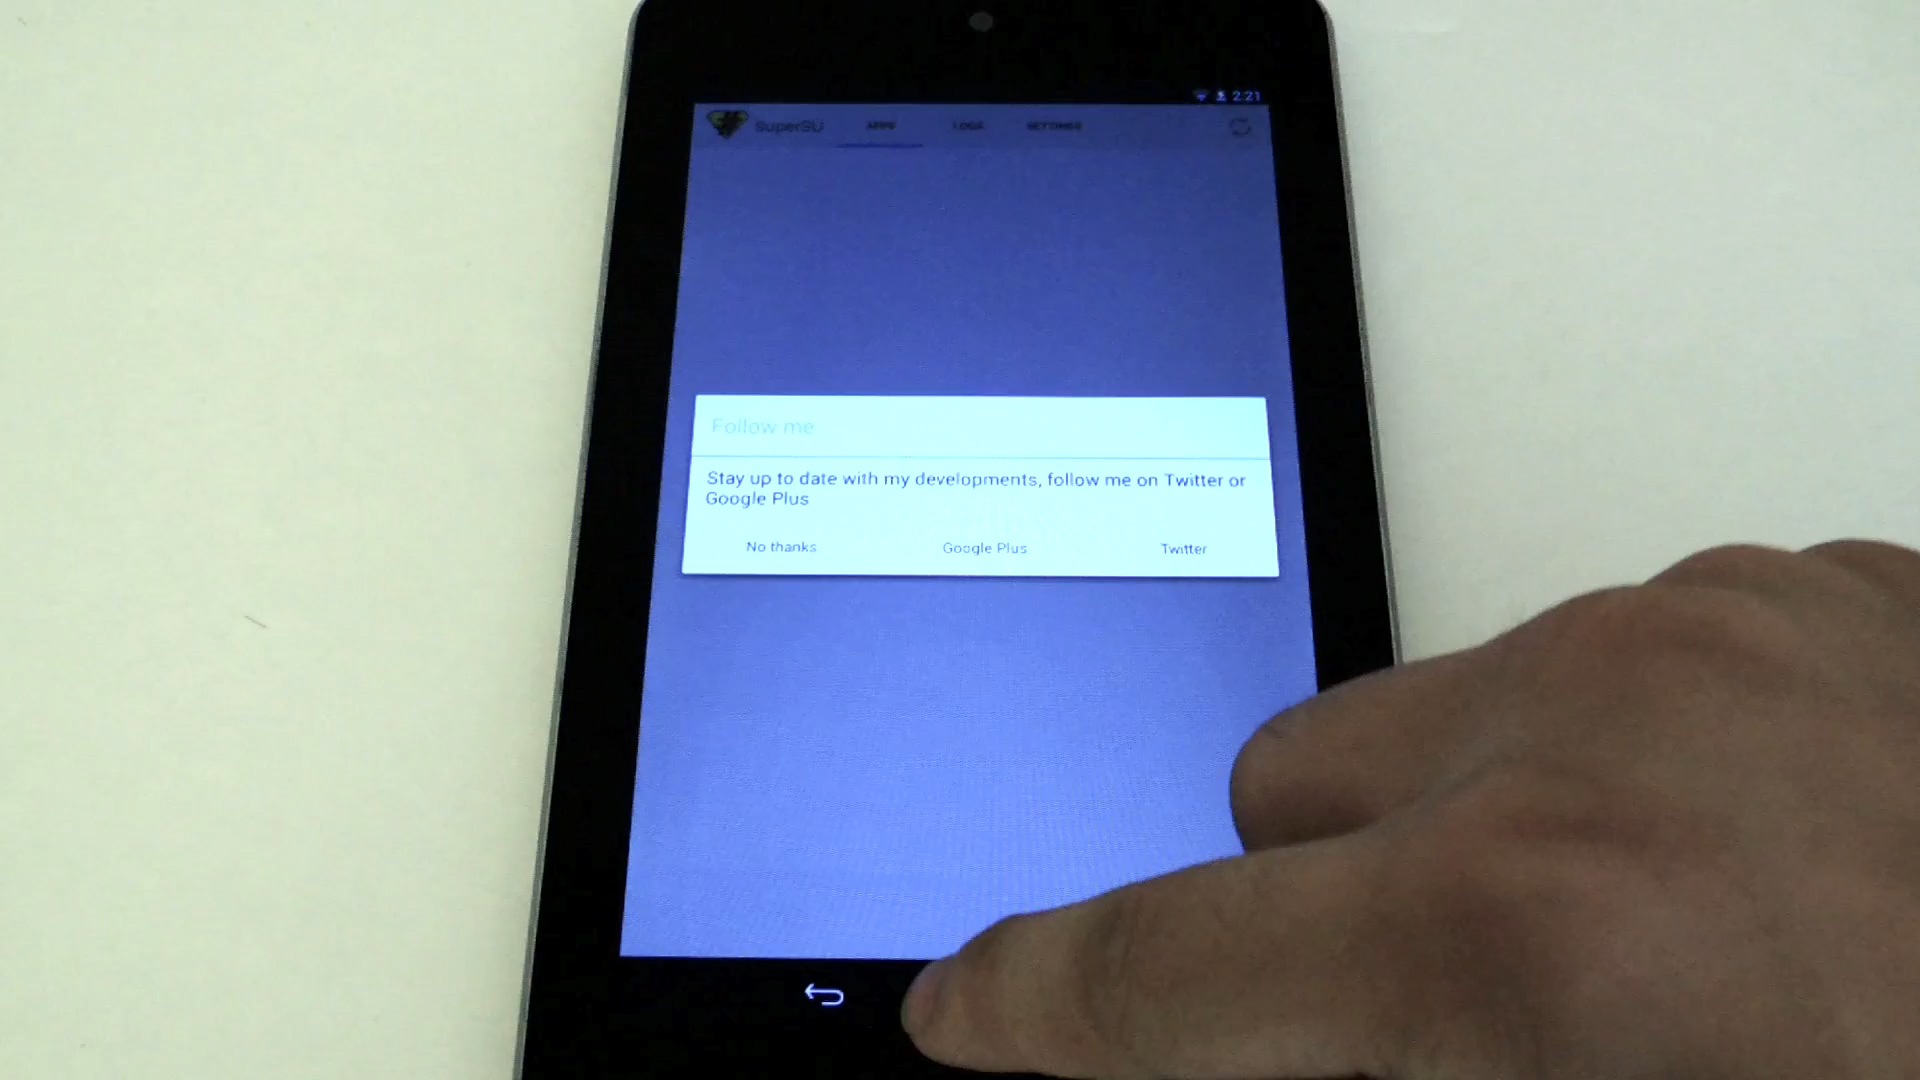 2:21
SuperSU APPS LOGS SETTINGS
Follow me
Stay up to date with my developments, follow me on Twitter or
Google Plus
No thanks Google Plus Twitter